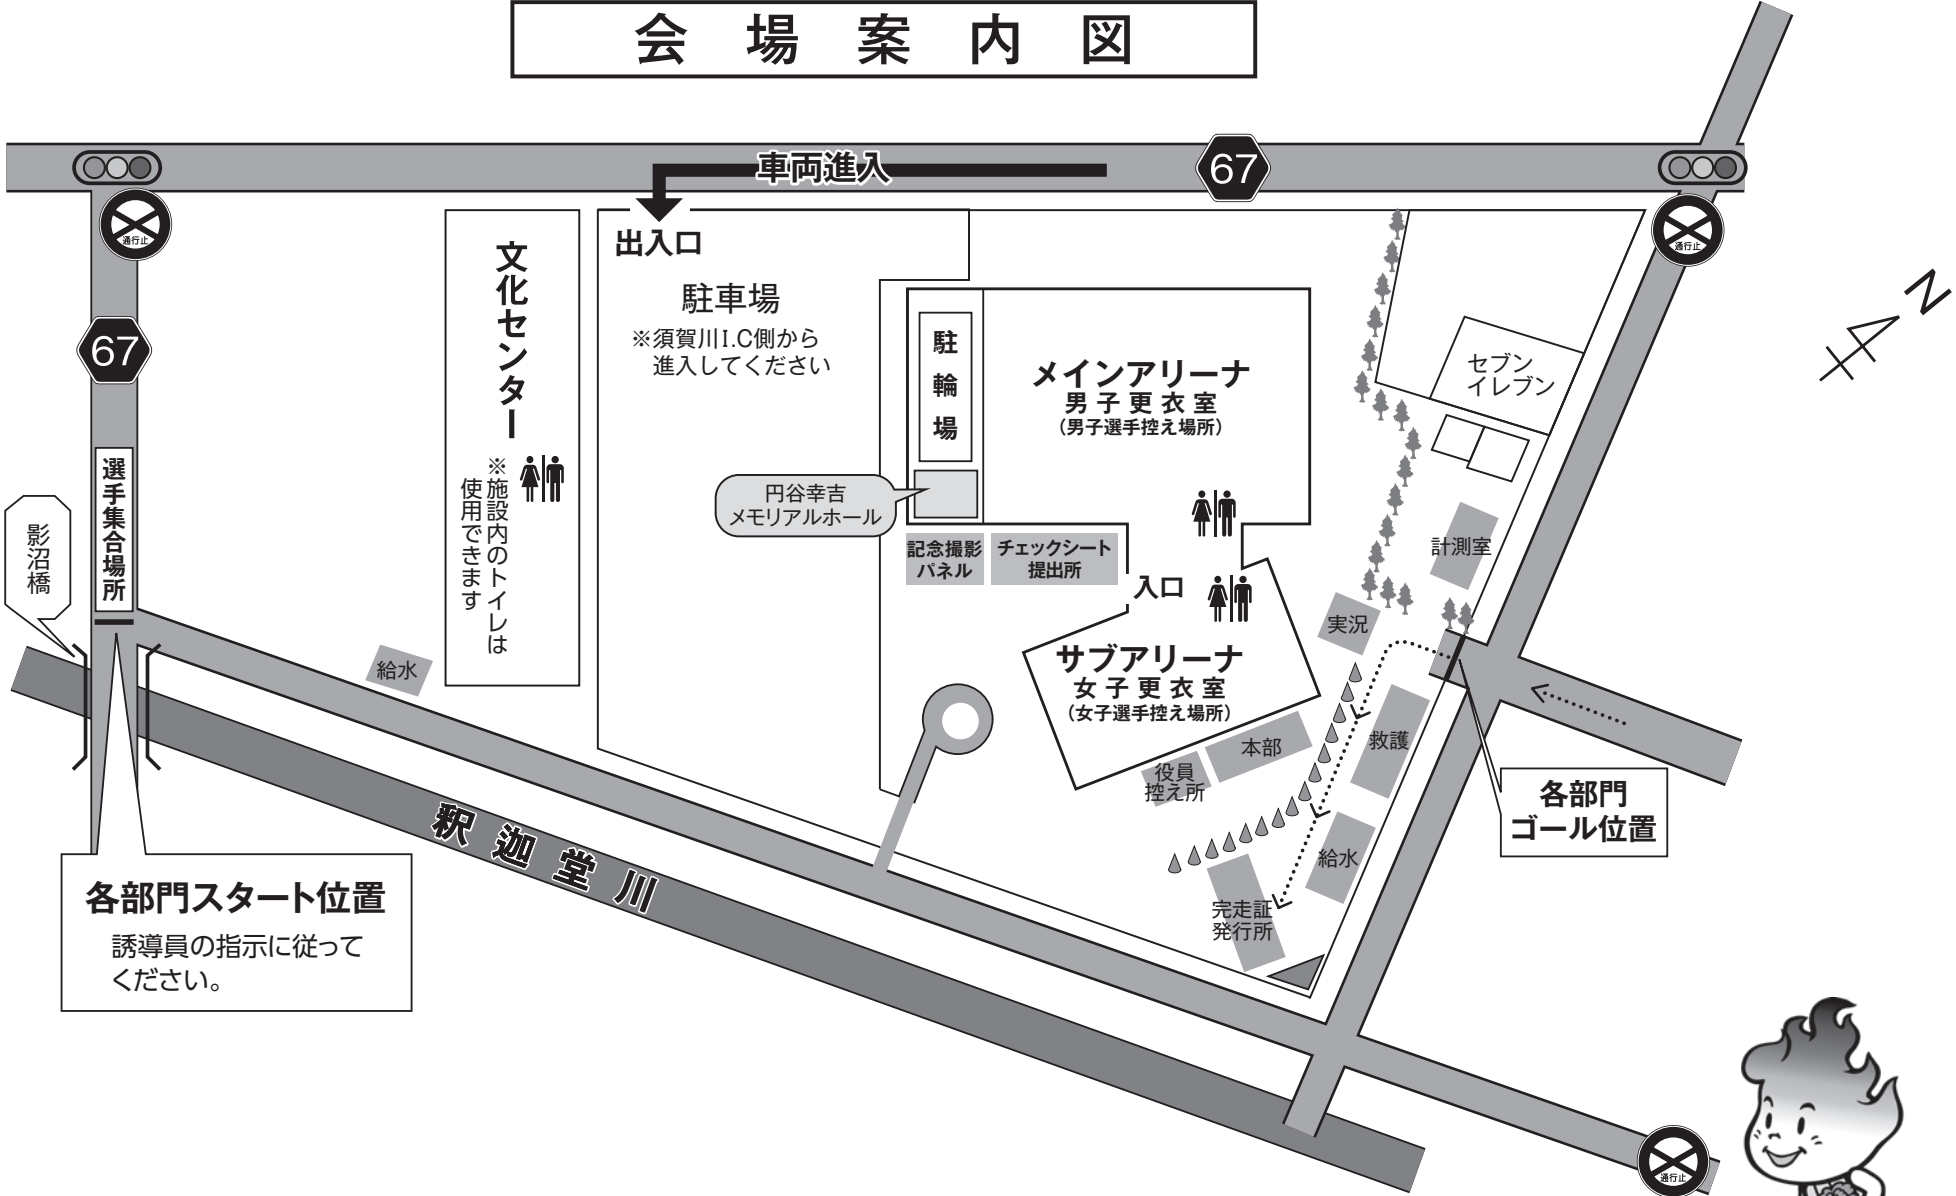 会場案内図
車両進入
67
通行止
通行止
出入口
駐車場
※須賀川I.C側から
進入してください
文化センター
※施設内のトイレは
使用できます
67
選手集合場所
影沼橋
駐輪場
メインアリーナ
男子更衣室
（男子選手控え場所）
セブン
イレブン
円谷幸吉
メモリアルホール
記念撮影
パネル
チェックシート
提出所
入口
計測室
実況
サブアリーナ
女子更衣室
（女子選手控え場所）
給水
本部
役員
控え所
救護
給水
完走証
発行所
各部門
ゴール位置
釈迦堂川
各部門スタート位置
誘導員の指示に従って
ください。
通行止
N